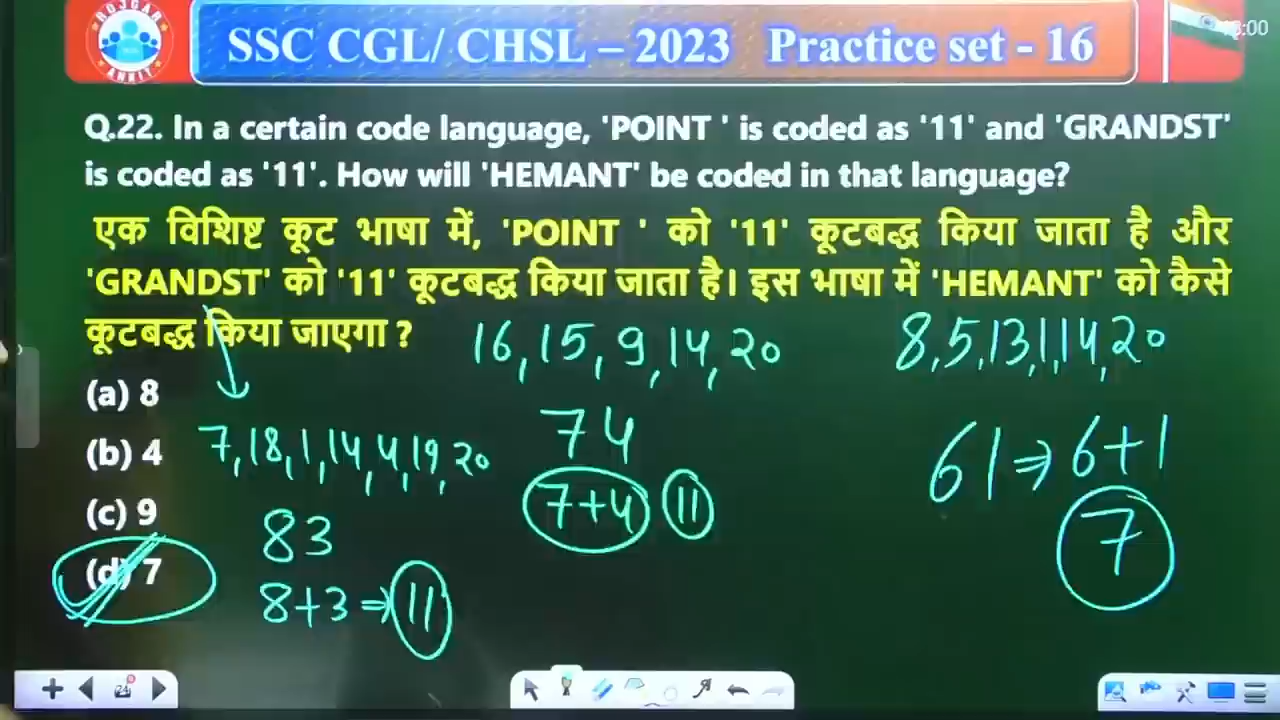 ROJGAR
ANKIT
SSC CGL/ CHSL – 2023 Practice set - 16
:00
Q.22. In a certain code language, 'POINT ' is coded as '11' and 'GRANDST'
is coded as '11'. How will 'HEMANT' be coded in that language?
एक विशिष्ट कूट भाषा में, 'POINT ' को '11' कूटबद्ध किया जाता है और
'GRANDST' को '11' कूटबद्ध किया जाता है। इस भाषा में 'HEMANT' को कैसे
कूटबद्ध किया जाएगा ?
16, 15, 9, 14, 20
8, 5, 13, 1, 14, 20
(a) 8
(b) 4
(c) 9
(d) 7
7, 18, 1, 14, 4, 19, 20
83
8+3 ⇒ 11
74
7+4 11
61 ⇒ 6+1
7
24